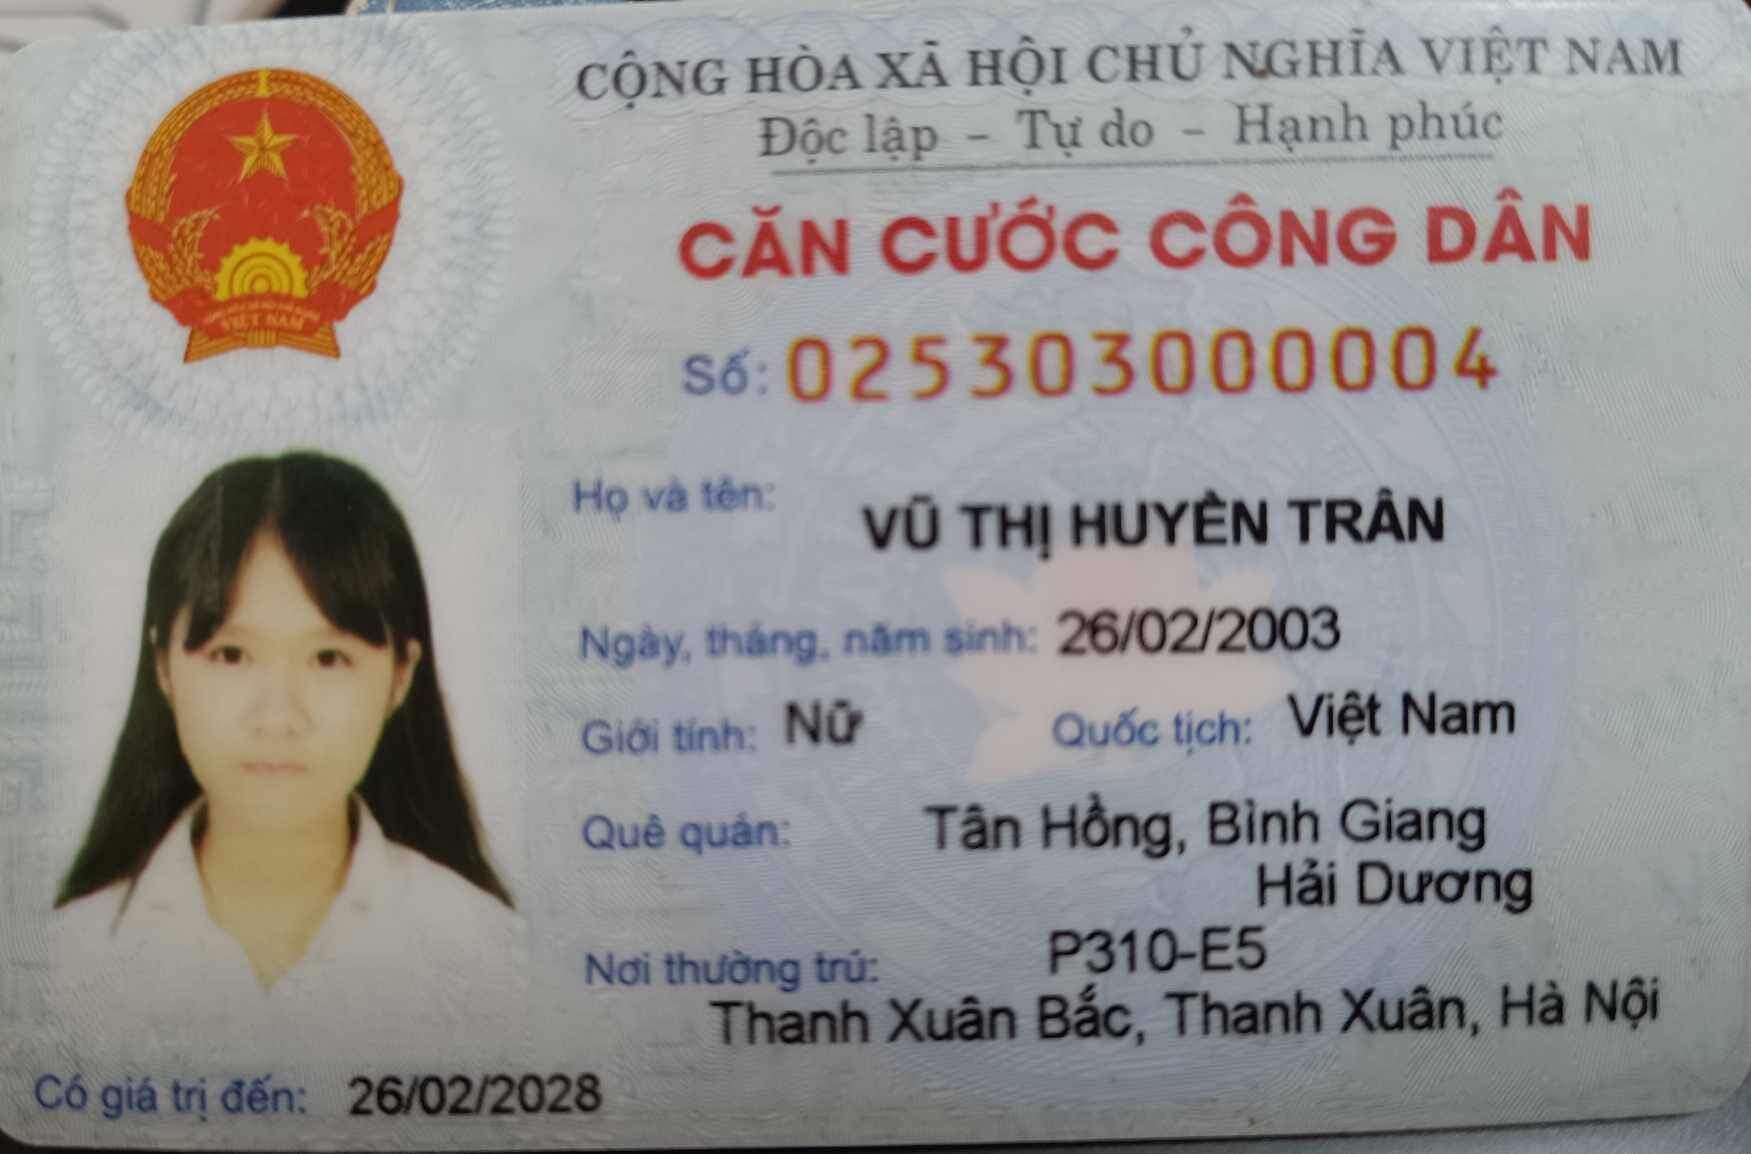 CỘNG HÒA XÃ HỘI CHỦ NGHĨA VIỆT NAM
Độc lập - Tự do - Hạnh phúc
CĂN CƯỚC CÔNG DÂN
Số: 025303000004
Họ và tên: VŨ THỊ HUYỀN TRÂN
Ngày, tháng, năm sinh: 26/02/2003
Giới tính: Nữ Quốc tịch: Việt Nam
Quê quán: Tân Hồng, Bình Giang
Hải Dương
Nơi thường trú: P310-E5
Thanh Xuân Bắc, Thanh Xuân, Hà Nội
Có giá trị đến: 26/02/2028
VIỆT NAM